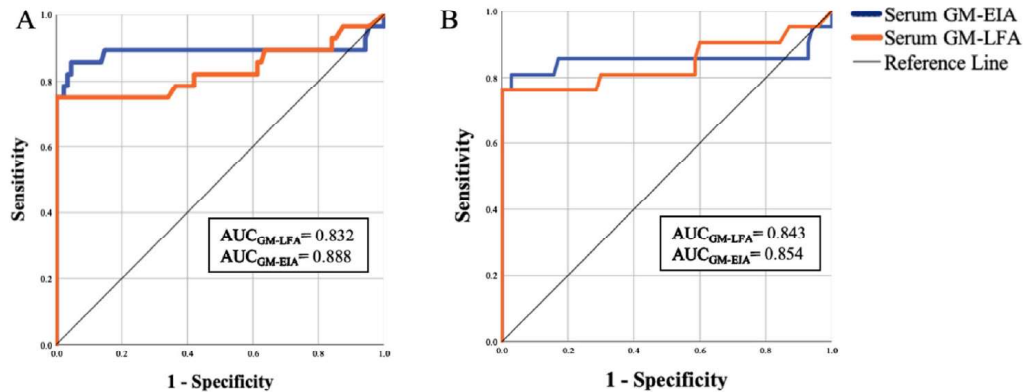 A
Sensitivity
1.0
0.8
0.6
0.4
0.2
0.0
0.0 0.2 0.4 0.6 0.8 1.0
1 - Specificity
AUCGM-LFA= 0.832
AUCGM-EIA= 0.888
B
Sensitivity
1.0
0.8
0.6
0.4
0.2
0.0
0.0 0.2 0.4 0.6 0.8 1.0
1 - Specificity
AUCGM-LFA= 0.843
AUCGM-EIA= 0.854
Serum GM-EIA
Serum GM-LFA
Reference Line